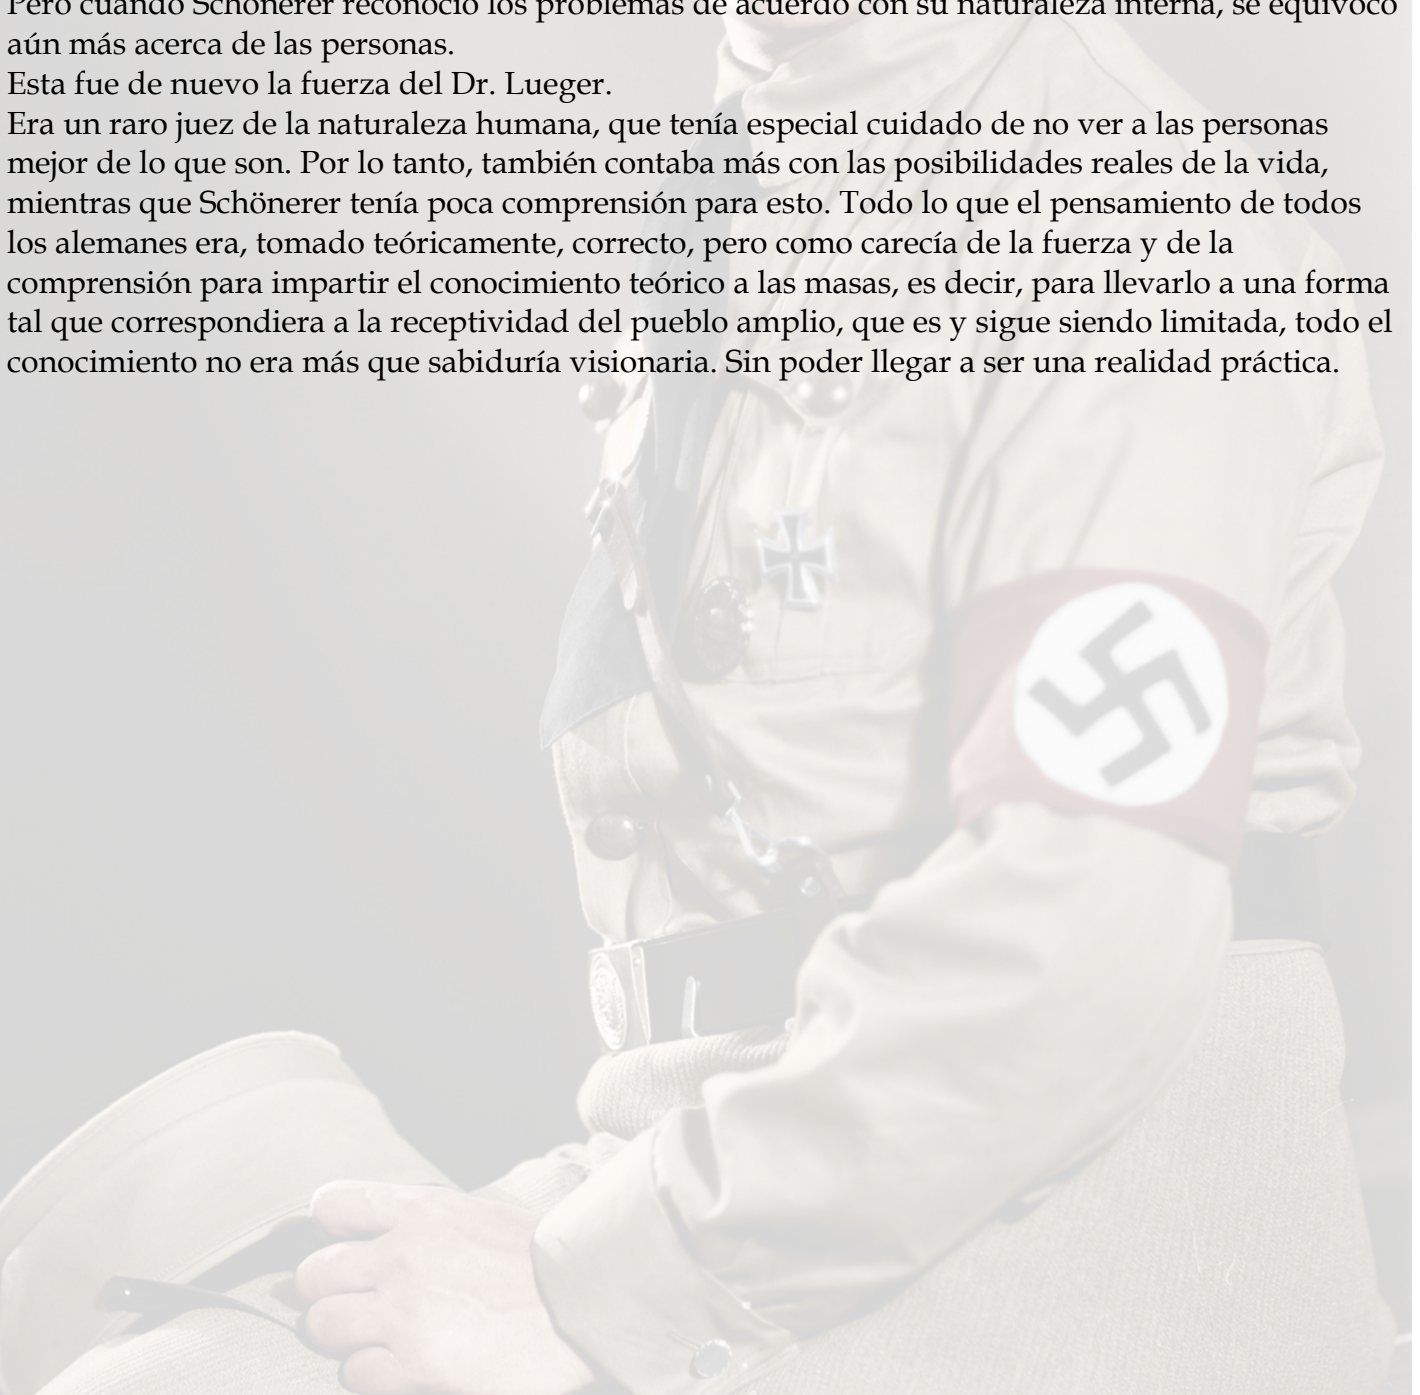 Pero cuando Schönerer reconoció los problemas de acuerdo con su naturaleza interna, se equivocó
aún más acerca de las personas.
Esta fue de nuevo la fuerza del Dr. Lueger.
Era un raro juez de la naturaleza humana, que tenía especial cuidado de no ver a las personas
mejor de lo que son. Por lo tanto, también contaba más con las posibilidades reales de la vida,
mientras que Schönerer tenía poca comprensión para esto. Todo lo que el pensamiento de todos
los alemanes era, tomado teóricamente, correcto, pero como carecía de la fuerza y de la
comprensión para impartir el conocimiento teórico a las masas, es decir, para llevarlo a una forma
tal que correspondiera a la receptividad del pueblo amplio, que es y sigue siendo limitada, todo el
conocimiento no era más que sabiduría visionaria. Sin poder llegar a ser una realidad práctica.